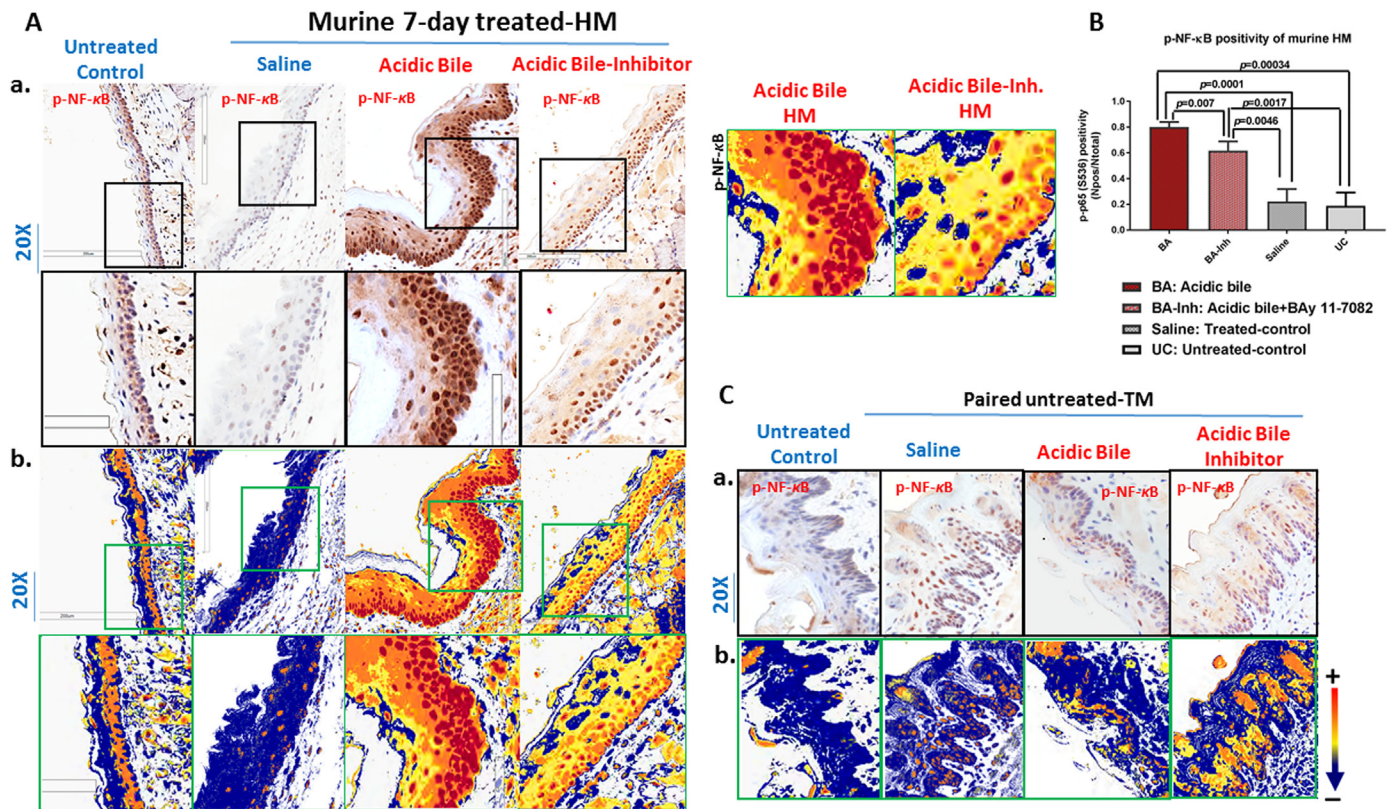 A
Murine 7-day treated-HM
Untreated
Control
Saline
Acidic Bile
Acidic Bile-Inhibitor
a.
p-NF-κB
p-NF-κB
p-NF-κB
p-NF-κB
20X
b.
20X
200um
Acidic Bile
HM
Acidic Bile-Inh.
HM
p-NF-κB
B
p-NF-κB positivity of murine HM
p=0.00034
p=0.0001
p=0.007
p=0.0017
p=0.0046
p-p65 (S536) positivity
(Npos/Ntotal)
1.0
0.8
0.6
0.4
0.2
0.0
BA
BA-Inh
Saline
UC
BA: Acidic bile
BA-Inh: Acidic bile+BAy 11-7082
Saline: Treated-control
UC: Untreated-control
C
Paired untreated-TM
Untreated
Control
Saline
Acidic Bile
Acidic Bile
Inhibitor
a.
p-NF-κB
p-NF-κB
p-NF-κB
p-NF-κB
20X
b.
+
−